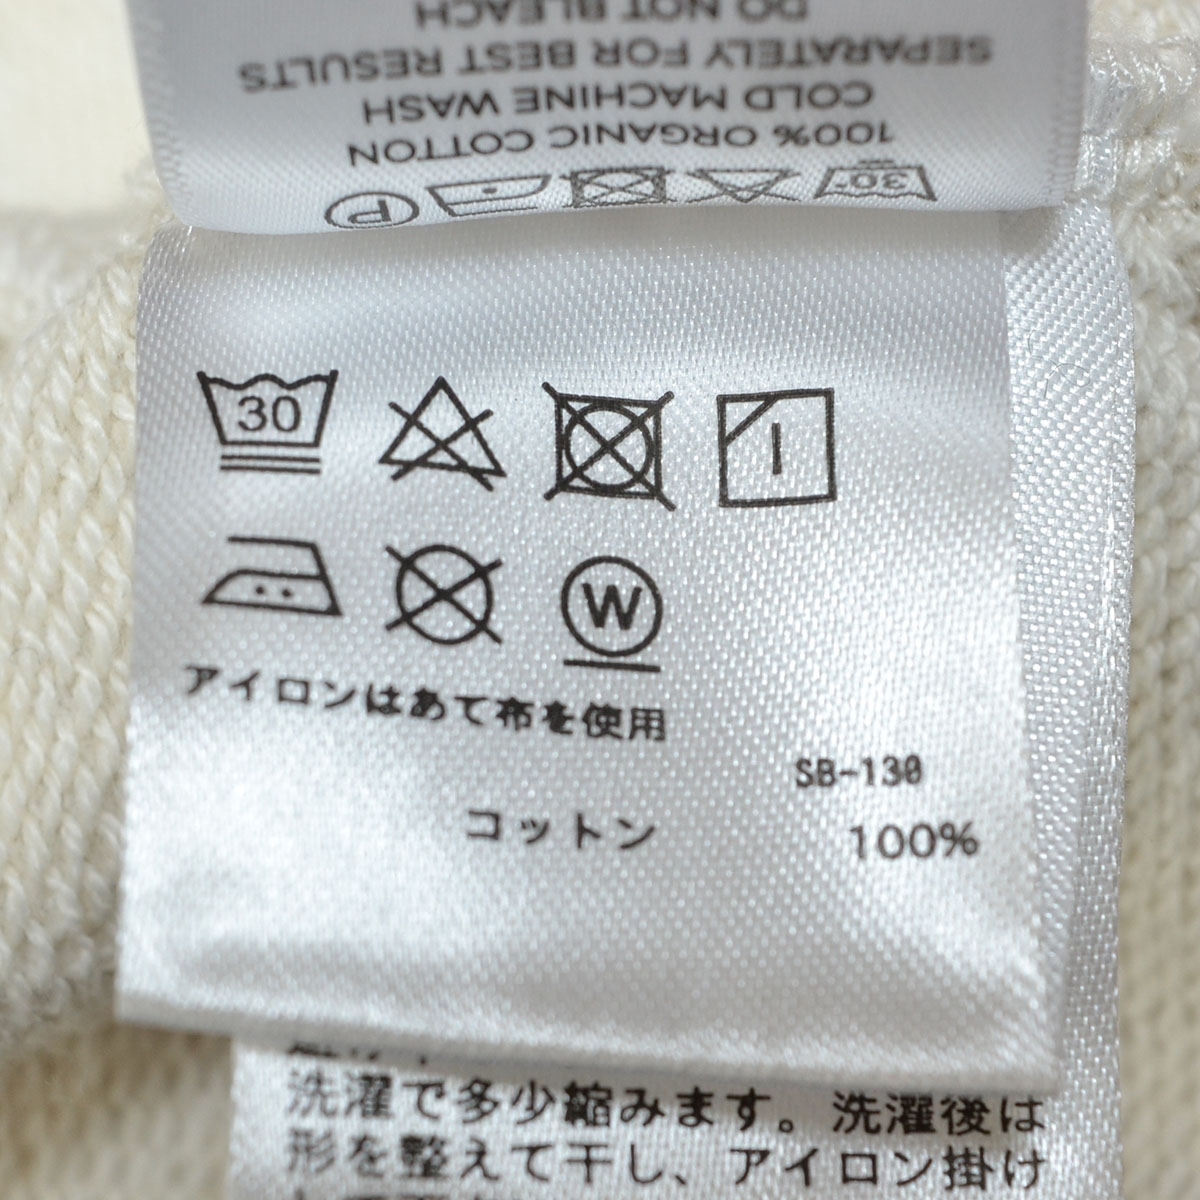 DO NOT BLEACH
SEPARATELY FOR BEST RESULTS
COLD MACHINE WASH
100% ORGANIC COTTON
30° P
30
W
アイロンはあて布を使用
SB-130
コットン 100%
洗濯で多少縮みます。洗濯後は
形を整えて干し、アイロン掛け